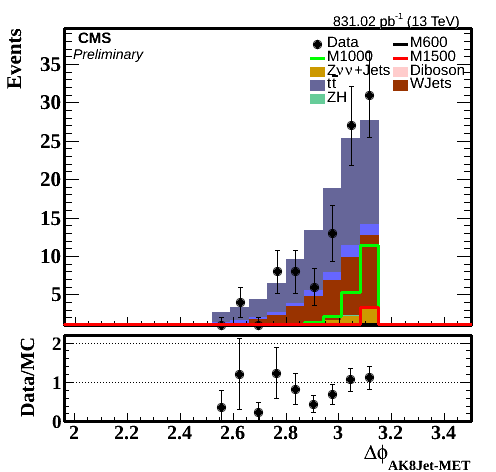 831.02 pb⁻¹ (13 TeV)
CMS
Preliminary
Data
M600
M1000
M1500
Zνν+Jets
Diboson
tt̄
WJets
ZH
Events
35
30
25
20
15
10
5
Data/MC
2
1
0
2 2.2 2.4 2.6 2.8 3 3.2 3.4
Δϕ
AK8Jet-MET